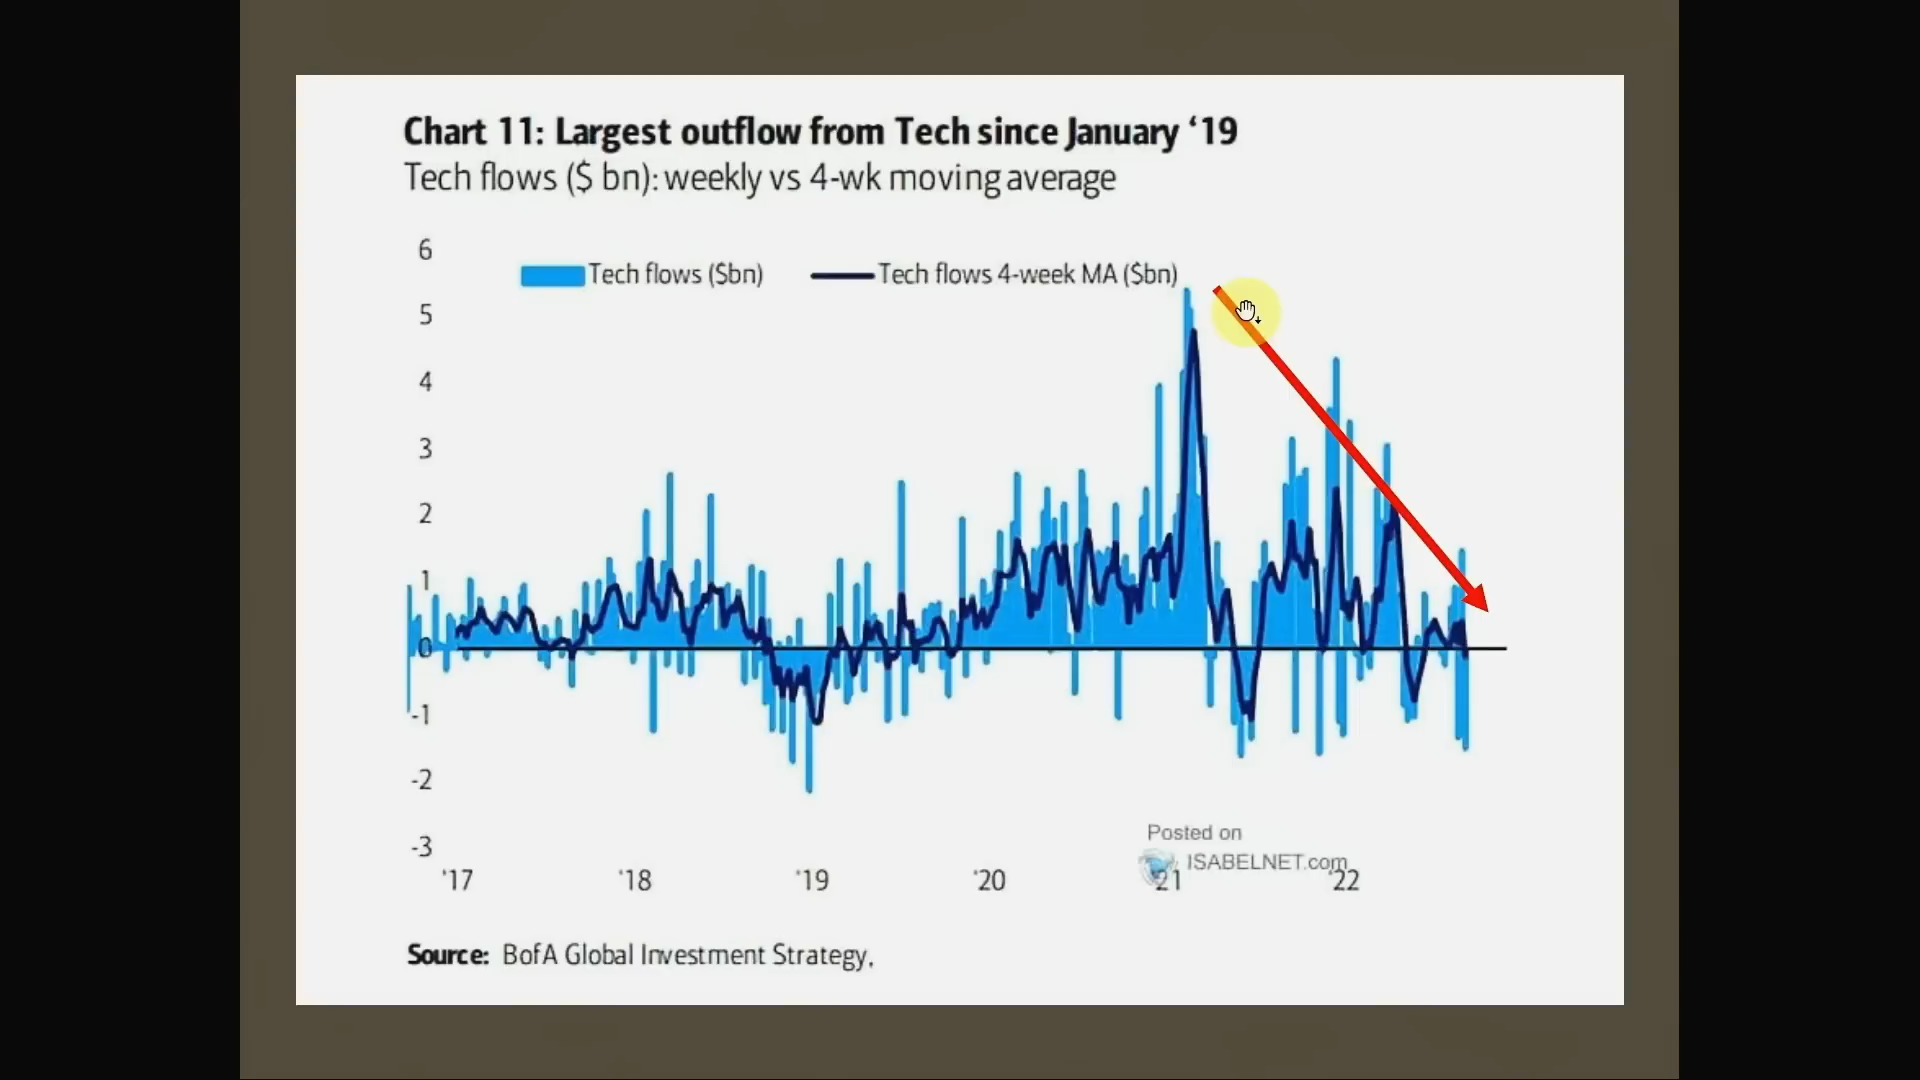 Chart 11: Largest outflow from Tech since January ‘19
Tech flows ($ bn): weekly vs 4-wk moving average
6
Tech flows ($bn)
Tech flows 4-week MA ($bn)
5
4
3
2
1
0
-1
-2
-3
Posted on
ISABELNET.com
'17
'18
'19
'20
21
'22
Source: BofA Global Investment Strategy,